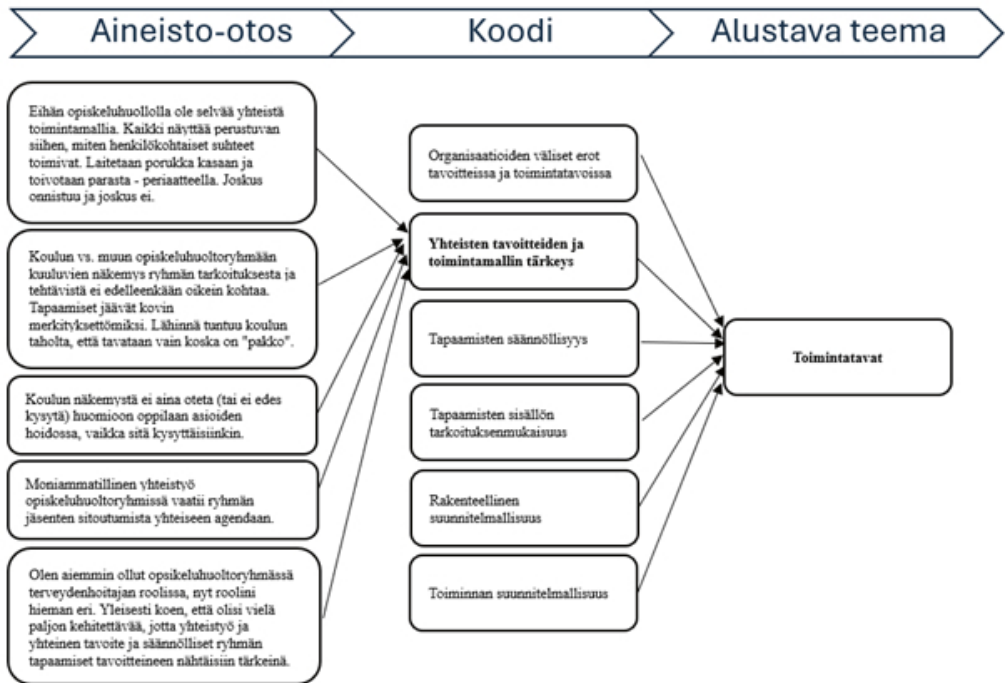 Aineisto-otos
Koodi
Alustava teema
Eihän opiskeluhuollolla ole selvää yhteistä
toimintamallia. Kaikki näyttää perustuvan
siihen, miten henkilökohtaiset suhteet
toimivat. Laitetaan porukka kasaan ja
toivotaan parasta - periaatteella. Joskus
onnistuu ja joskus ei.
Koulun vs. muun opiskeluhuoltoryhmään
kuuluvien näkemys ryhmän tarkoituksesta ja
tehtävistä ei edelleenkään oikein kohtaa.
Tapaamiset jäävät kovin
merkityksettömiksi. Lähinnä tuntuu koulun
taholta, että tavataan vain koska on "pakko".
Koulun näkemystä ei aina oteta (tai ei edes
kysytä) huomioon oppilaan asioiden
hoidossa, vaikka sitä kysyttäisiinkin.
Moniammatillinen yhteistyö
opiskeluhuoltoryhmissä vaatii ryhmän
jäsenten sitoutumista yhteiseen agendaan.
Olen aiemmin ollut opsikeluhuoltoryhmässä
terveydenhoitajan roolissa, nyt roolini
hieman eri. Yleisesti koen, että olisi vielä
paljon kehitettävää, jotta yhteistyö ja
yhteinen tavoite ja säännölliset ryhmän
tapaamiset tavoitteineen nähtäisiin tärkeinä.
Organisaatioiden väliset erot
tavoitteissa ja toimintatavoissa
Yhteisten tavoitteiden ja
toimintamallin tärkeys
Tapaamisten säännöllisyys
Tapaamisten sisällön
tarkoituksenmukaisuus
Rakenteellinen
suunnitelmallisuus
Toiminnan suunnitelmallisuus
Toimintatavat